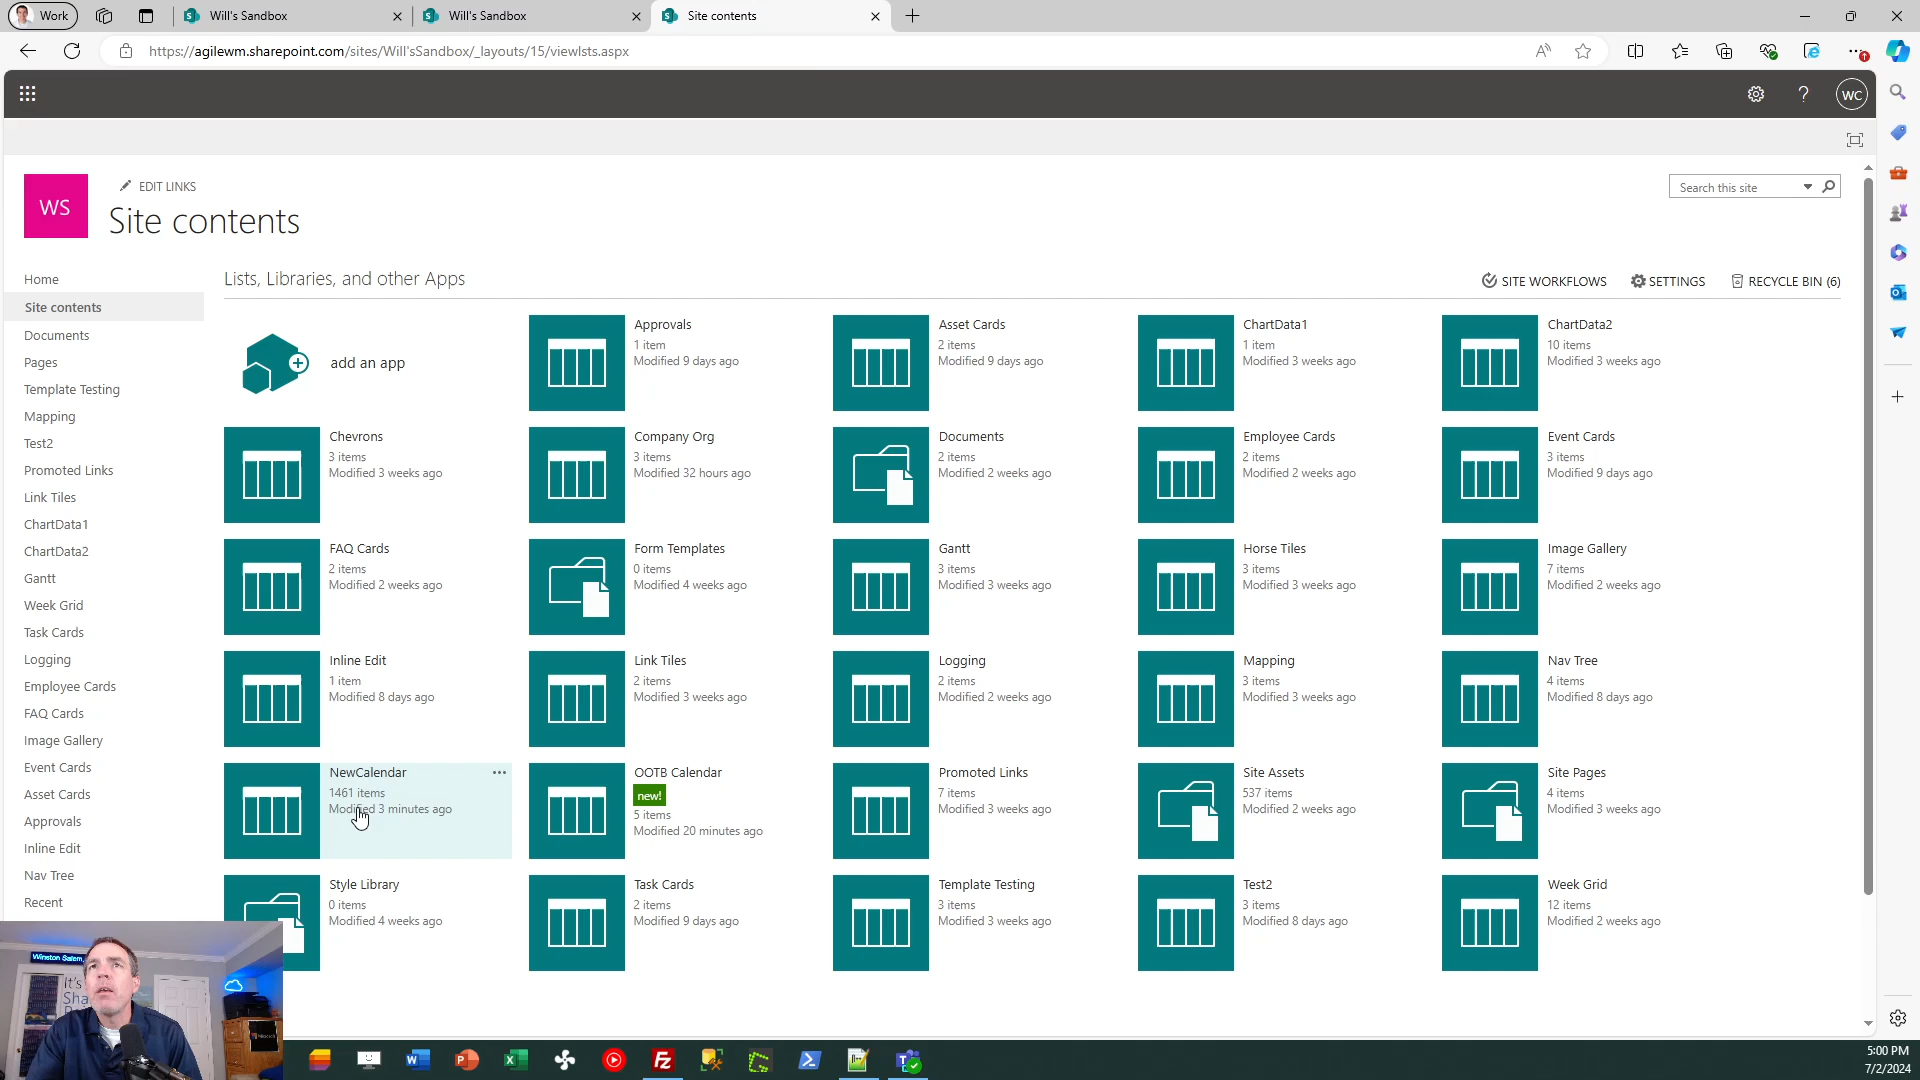 Work
Will's Sandbox
Will's Sandbox
Site contents
https://agilewm.sharepoint.com/sites/Will'sSandbox/_layouts/15/viewlsts.aspx
WC
WS
EDIT LINKS
Site contents
Search this site
Home
Site contents
Documents
Pages
Template Testing
Mapping
Test2
Promoted Links
Link Tiles
ChartData1
ChartData2
Gantt
Week Grid
Task Cards
Logging
Employee Cards
FAQ Cards
Image Gallery
Event Cards
Asset Cards
Approvals
Inline Edit
Nav Tree
Recent
Lists, Libraries, and other Apps
SITE WORKFLOWS
SETTINGS
RECYCLE BIN (6)
add an app
Approvals
1 item
Modified 9 days ago
Asset Cards
2 items
Modified 9 days ago
ChartData1
1 item
Modified 3 weeks ago
ChartData2
10 items
Modified 3 weeks ago
Chevrons
3 items
Modified 3 weeks ago
Company Org
3 items
Modified 32 hours ago
Documents
2 items
Modified 2 weeks ago
Employee Cards
2 items
Modified 2 weeks ago
Event Cards
3 items
Modified 9 days ago
FAQ Cards
2 items
Modified 2 weeks ago
Form Templates
0 items
Modified 4 weeks ago
Gantt
3 items
Modified 3 weeks ago
Horse Tiles
3 items
Modified 3 weeks ago
Image Gallery
7 items
Modified 2 weeks ago
Inline Edit
1 item
Modified 8 days ago
Link Tiles
2 items
Modified 3 weeks ago
Logging
2 items
Modified 2 weeks ago
Mapping
3 items
Modified 3 weeks ago
Nav Tree
4 items
Modified 8 days ago
NewCalendar
1461 items
Modified 3 minutes ago
OOTB Calendar
new!
5 items
Modified 20 minutes ago
Promoted Links
7 items
Modified 3 weeks ago
Site Assets
537 items
Modified 2 weeks ago
Site Pages
4 items
Modified 3 weeks ago
Style Library
0 items
Modified 4 weeks ago
Task Cards
2 items
Modified 9 days ago
Template Testing
3 items
Modified 3 weeks ago
Test2
3 items
Modified 8 days ago
Week Grid
12 items
Modified 2 weeks ago
Winston Salem,
It's
Sha
5:00 PM
7/2/2024